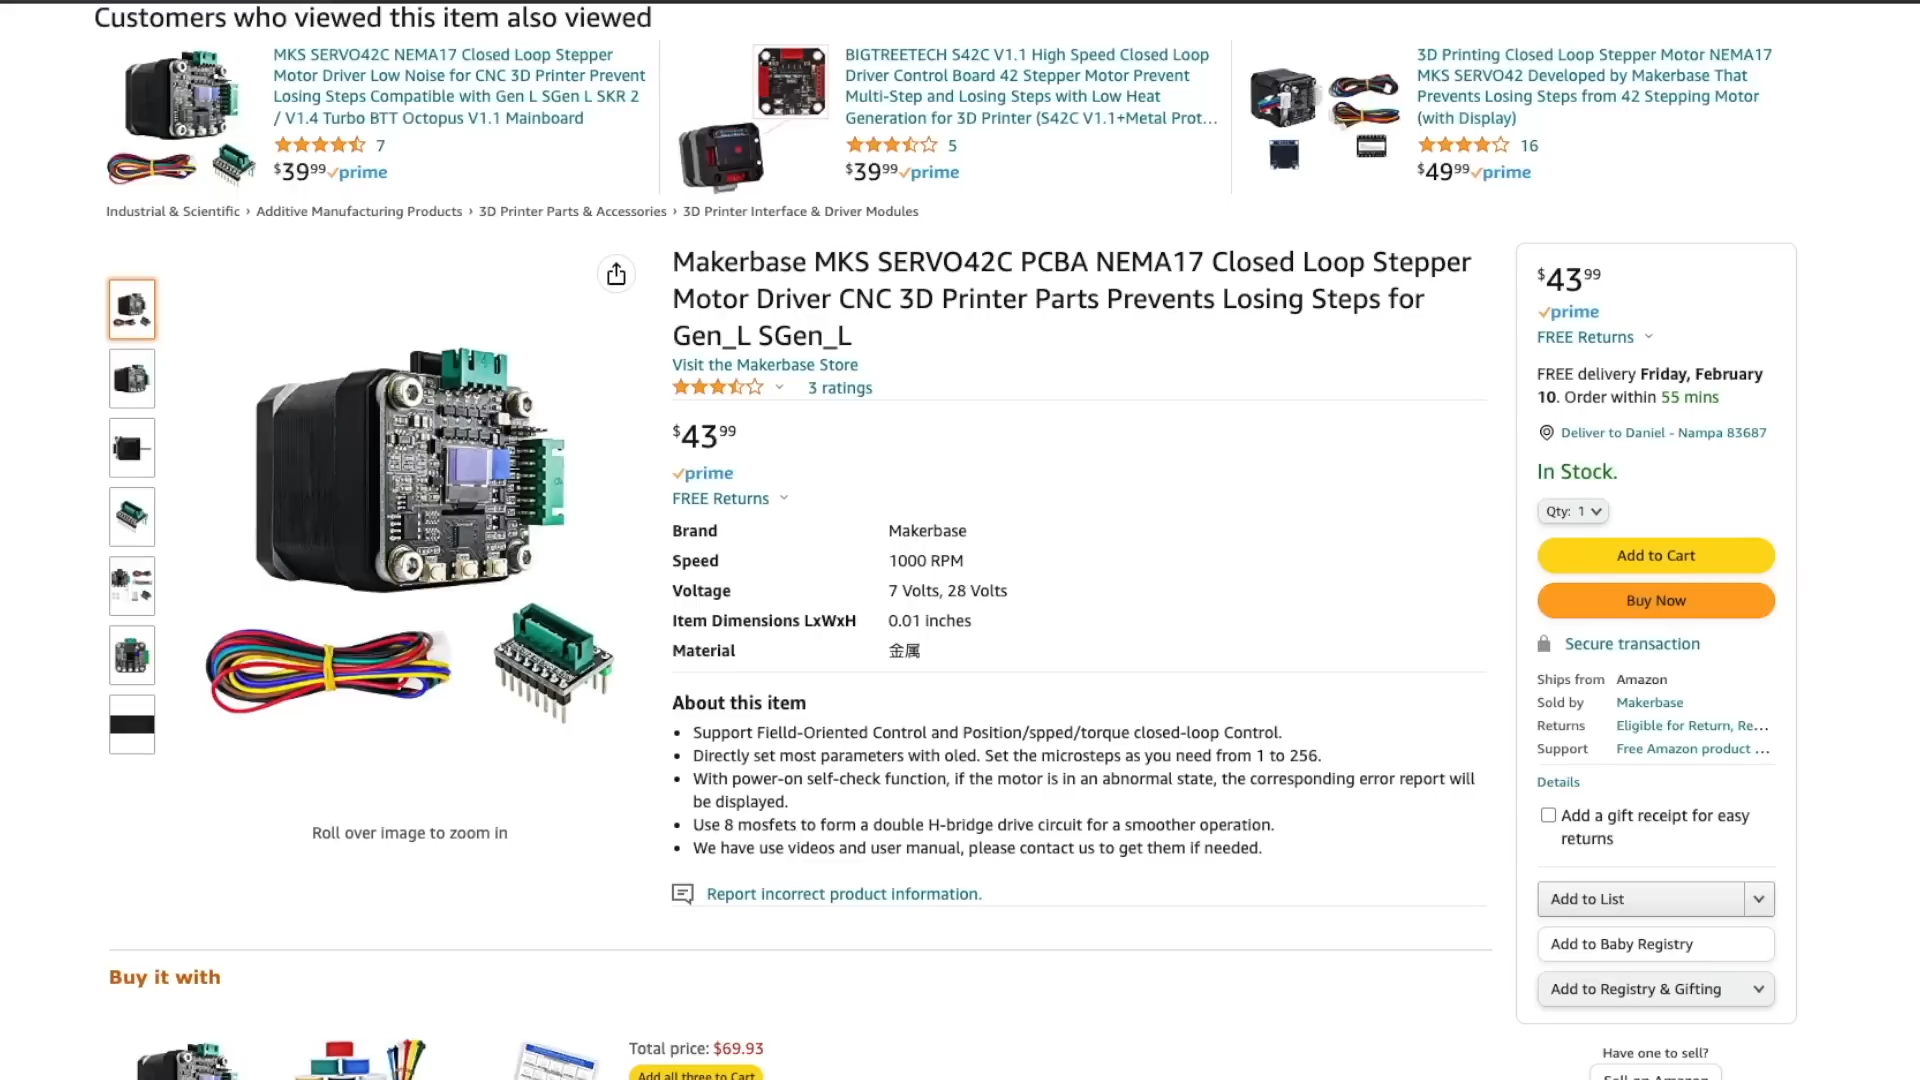 Customers who viewed this item also viewed
MKS SERVO42C NEMA17 Closed Loop Stepper
Motor Driver Low Noise for CNC 3D Printer Prevent
Losing Steps Compatible with Gen L SGen L SKR 2
/ V1.4 Turbo BTT Octopus V1.1 Mainboard
7
$39.99 prime
BIGTREETECH S42C V1.1 High Speed Closed Loop
Driver Control Board 42 Stepper Motor Prevent
Multi-Step and Losing Steps with Low Heat
Generation for 3D Printer (S42C V1.1+Metal Prot...
5
$39.99 prime
3D Printing Closed Loop Stepper Motor NEMA17
MKS SERVO42 Developed by Makerbase That
Prevents Losing Steps from 42 Stepping Motor
(with Display)
16
$49.99 prime
Industrial & Scientific › Additive Manufacturing Products › 3D Printer Parts & Accessories › 3D Printer Interface & Driver Modules
Roll over image to zoom in
Makerbase MKS SERVO42C PCBA NEMA17 Closed Loop Stepper
Motor Driver CNC 3D Printer Parts Prevents Losing Steps for
Gen_L SGen_L
Visit the Makerbase Store
3 ratings
$43.99
prime
FREE Returns
Brand Makerbase
Speed 1000 RPM
Voltage 7 Volts, 28 Volts
Item Dimensions LxWxH 0.01 inches
Material 金属
About this item
• Support Fielld-Oriented Control and Position/spped/torque closed-loop Control.
• Directly set most parameters with oled. Set the microsteps as you need from 1 to 256.
• With power-on self-check function, if the motor is in an abnormal state, the corresponding error report will
be displayed.
• Use 8 mosfets to form a double H-bridge drive circuit for a smoother operation.
• We have use videos and user manual, please contact us to get them if needed.
Report incorrect product information.
$43.99
prime
FREE Returns
FREE delivery Friday, February
10. Order within 55 mins
Deliver to Daniel - Nampa 83687
In Stock.
Qty: 1
Add to Cart
Buy Now
Secure transaction
Ships from Amazon
Sold by Makerbase
Returns Eligible for Return, Re...
Support Free Amazon product ...
Details
Add a gift receipt for easy
returns
Add to List
Add to Baby Registry
Add to Registry & Gifting
Have one to sell?
Sell on Amazon
Buy it with
Total price: $69.93
Add all three to Cart